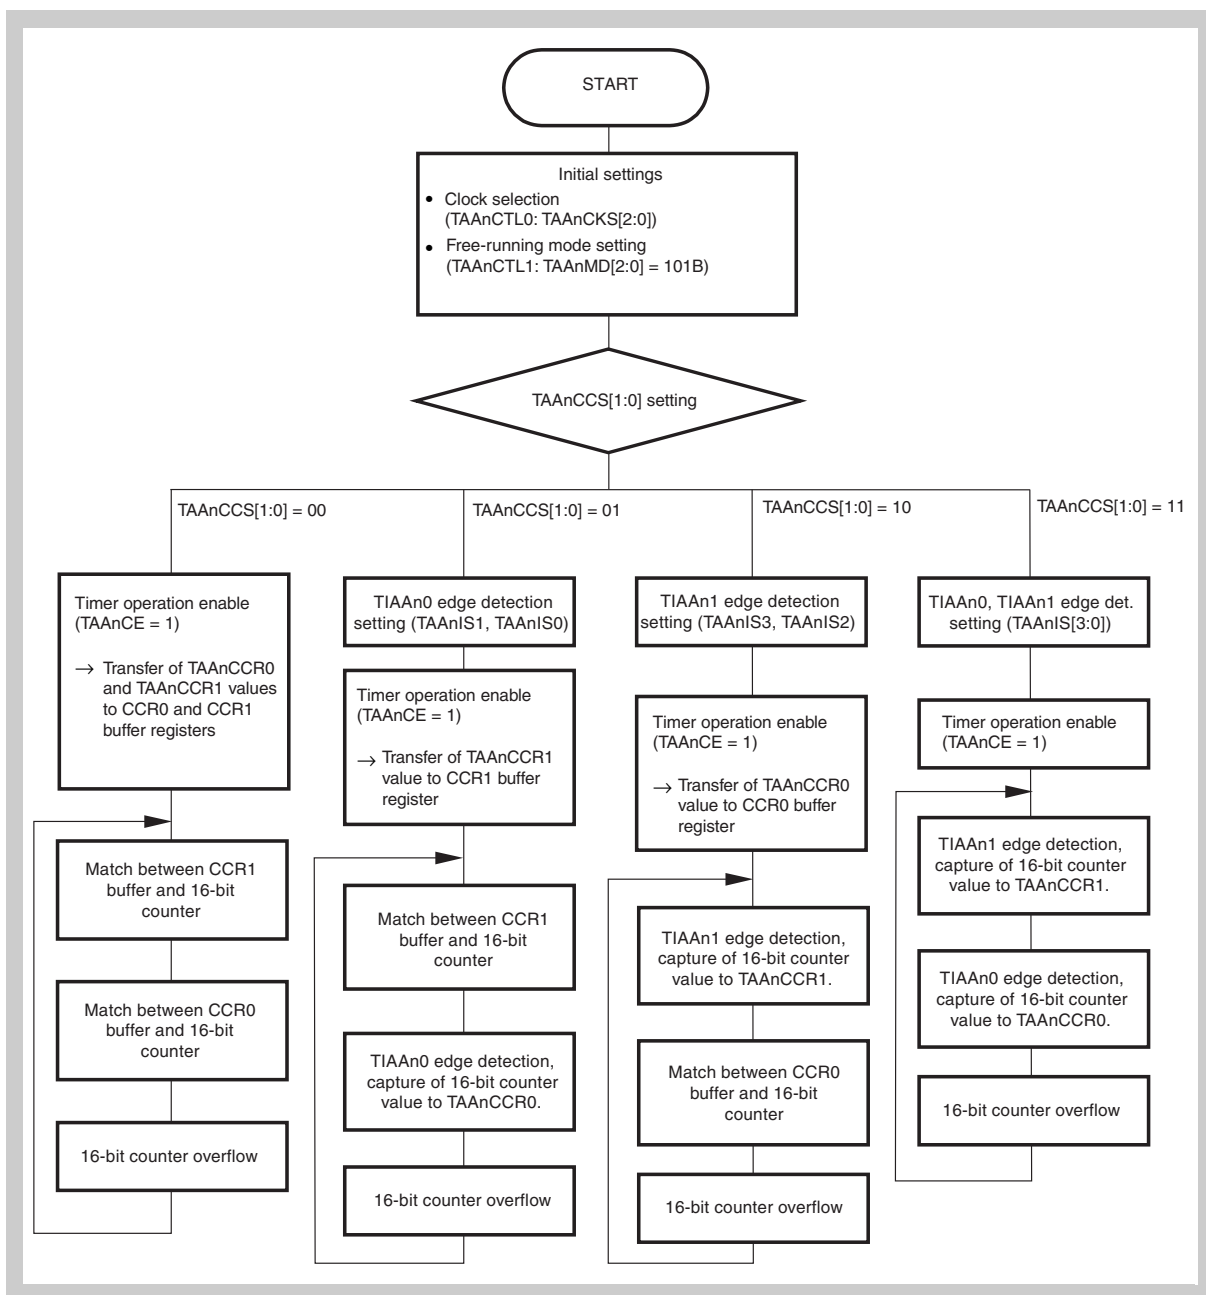 START
Initial settings
• Clock selection
(TAAnCTL0: TAAnCKS[2:0])
• Free-running mode setting
(TAAnCTL1: TAAnMD[2:0] = 101B)
TAAnCCS[1:0] setting
TAAnCCS[1:0] = 00
TAAnCCS[1:0] = 01
TAAnCCS[1:0] = 10
TAAnCCS[1:0] = 11
Timer operation enable
(TAAnCE = 1)
→ Transfer of TAAnCCR0
and TAAnCCR1 values
to CCR0 and CCR1
buffer registers
Match between CCR1
buffer and 16-bit
counter
Match between CCR0
buffer and 16-bit
counter
16-bit counter overflow
TIAAn0 edge detection
setting (TAAnIS1, TAAnIS0)
Timer operation enable
(TAAnCE = 1)
→ Transfer of TAAnCCR1
value to CCR1 buffer
register
Match between CCR1
buffer and 16-bit
counter
TIAAn0 edge detection,
capture of 16-bit counter
value to TAAnCCR0.
16-bit counter overflow
TIAAn1 edge detection
setting (TAAnIS3, TAAnIS2)
Timer operation enable
(TAAnCE = 1)
→ Transfer of TAAnCCR0
value to CCR0 buffer
register
TIAAn1 edge detection,
capture of 16-bit counter
value to TAAnCCR1.
Match between CCR0
buffer and 16-bit
counter
16-bit counter overflow
TIAAn0, TIAAn1 edge det.
setting (TAAnIS[3:0])
Timer operation enable
(TAAnCE = 1)
TIAAn1 edge detection,
capture of 16-bit counter
value to TAAnCCR1.
TIAAn0 edge detection,
capture of 16-bit counter
value to TAAnCCR0.
16-bit counter overflow